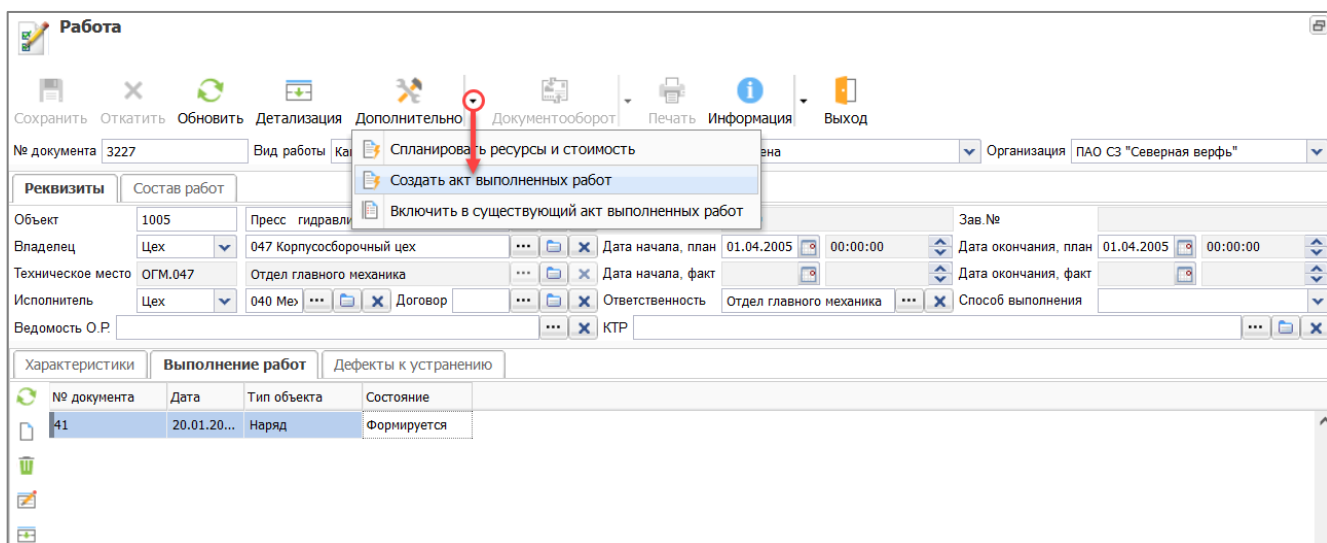 Работа
Сохранить Откатить Обновить Детализация Дополнительно Документооборот Печать Информация Выход
№ документа 3227 Вид работы Организация ПАО СЗ "Северная верфь"
Спланировать ресурсы и стоимость
Создать акт выполненных работ
Включить в существующий акт выполненных работ
Реквизиты Состав работ
Объект 1005 Пресс Зав.№
Владелец Цех 047 Корпусосборочный цех Дата начала, план 01.04.2005 00:00:00 Дата окончания, план 01.04.2005 00:00:00
Техническое место ОГМ.047 Отдел главного механика Дата начала, факт Дата окончания, факт
Исполнитель Цех 040 Договор Ответственность Отдел главного механика Способ выполнения
Ведомость О.Р. КТР
Характеристики Выполнение работ Дефекты к устранению
№ документа Дата Тип объекта Состояние
41 20.01.20... Наряд Формируется